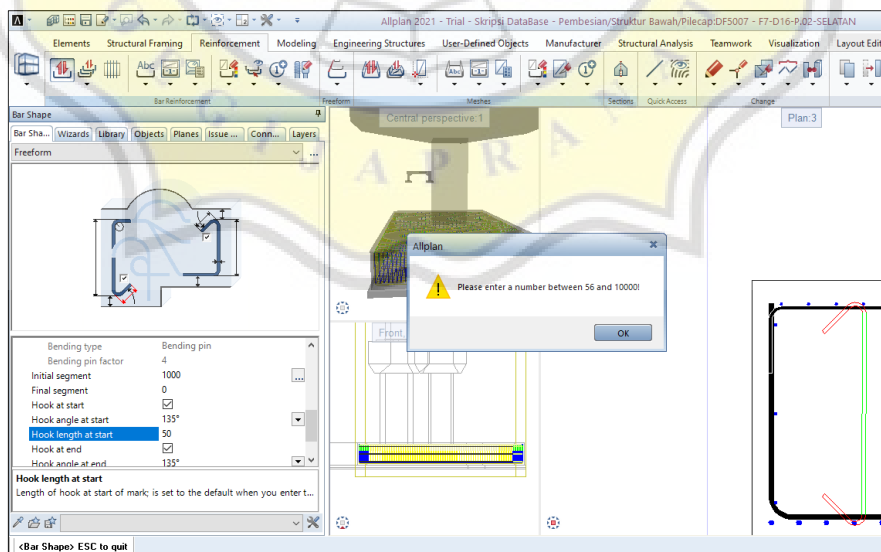 Allplan 2021 - Trial - Skripsi DataBase - Pembesian/Struktur Bawah/Pilecap:DF5007 - F7-D16-P.02-SELATAN
Elements Structural Framing Reinforcement Modeling Engineering Structures User-Defined Objects Manufacturer Structural Analysis Teamwork Visualization Layout Edit
Abc Abc
Bar Reinforcement Freeform Meshes Sections Quick Access Change
Bar Shape
Bar Sha... Wizards Library Objects Planes Issue ... Conn... Layers
Freeform ...
Central perspective:1
Plan:3
Allplan
Please enter a number between 56 and 10000!
OK
Front,
Bending type Bending pin
Bending pin factor 4
Initial segment 1000 ...
Final segment 0
Hook at start
Hook angle at start 135°
Hook length at start 50
Hook at end
Hook angle at end 135°
Hook length at start
Length of hook at start of mark; is set to the default when you enter t...
<Bar Shape> ESC to quit